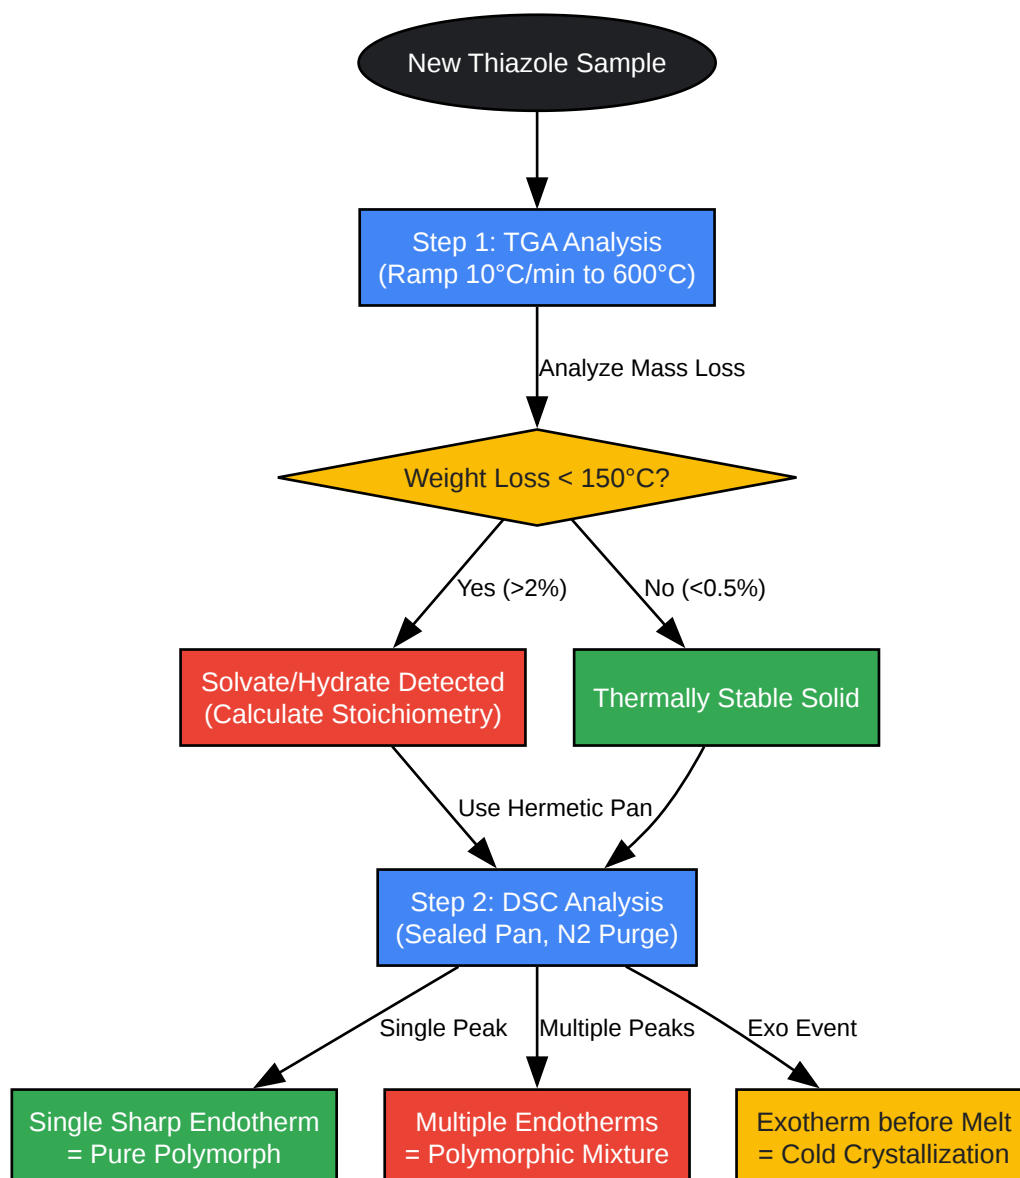 New Thiazole Sample
Step 1: TGA Analysis
(Ramp 10°C/min to 600°C)
Analyze Mass Loss
Weight Loss < 150°C?
Yes (>2%)
No (<0.5%)
Solvate/Hydrate Detected
(Calculate Stoichiometry)
Thermally Stable Solid
Use Hermetic Pan
Step 2: DSC Analysis
(Sealed Pan, N2 Purge)
Single Peak
Multiple Peaks
Exo Event
Single Sharp Endotherm
= Pure Polymorph
Multiple Endotherms
= Polymorphic Mixture
Exotherm before Melt
= Cold Crystallization